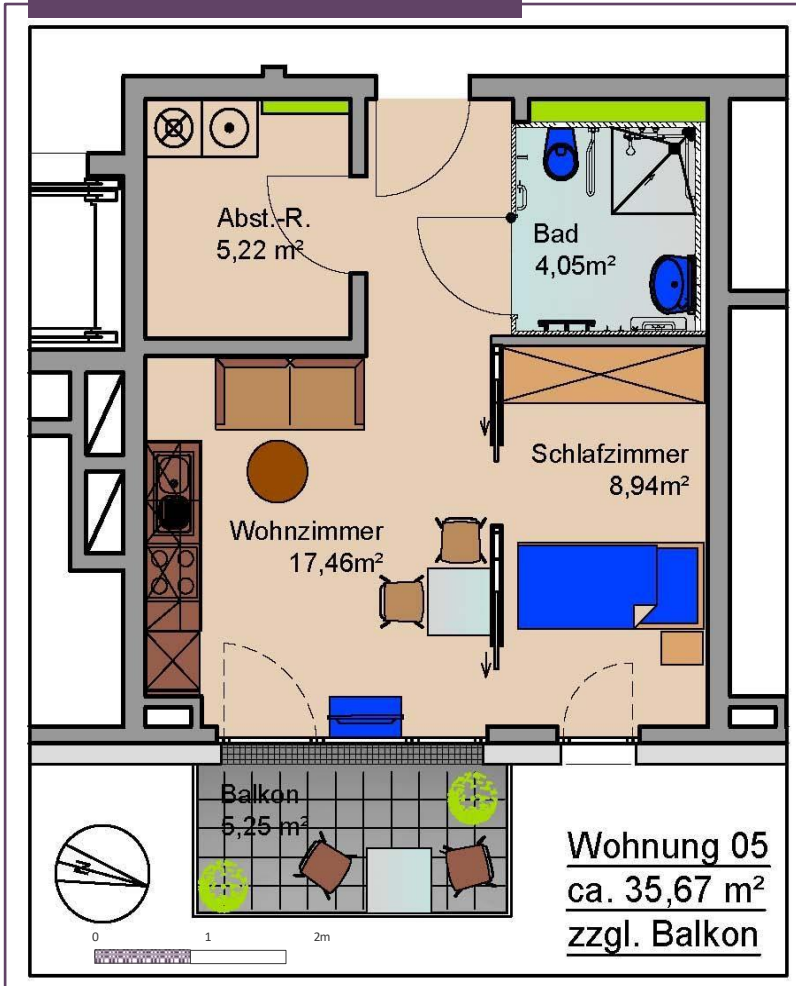 Abst.-R.
5,22 m²
Bad
4,05m²
Schlafzimmer
8,94m²
Wohnzimmer
17,46m²
Balkon
5,25 m²
N
Wohnung 05
ca. 35,67 m²
zzgl. Balkon
0 1 2m